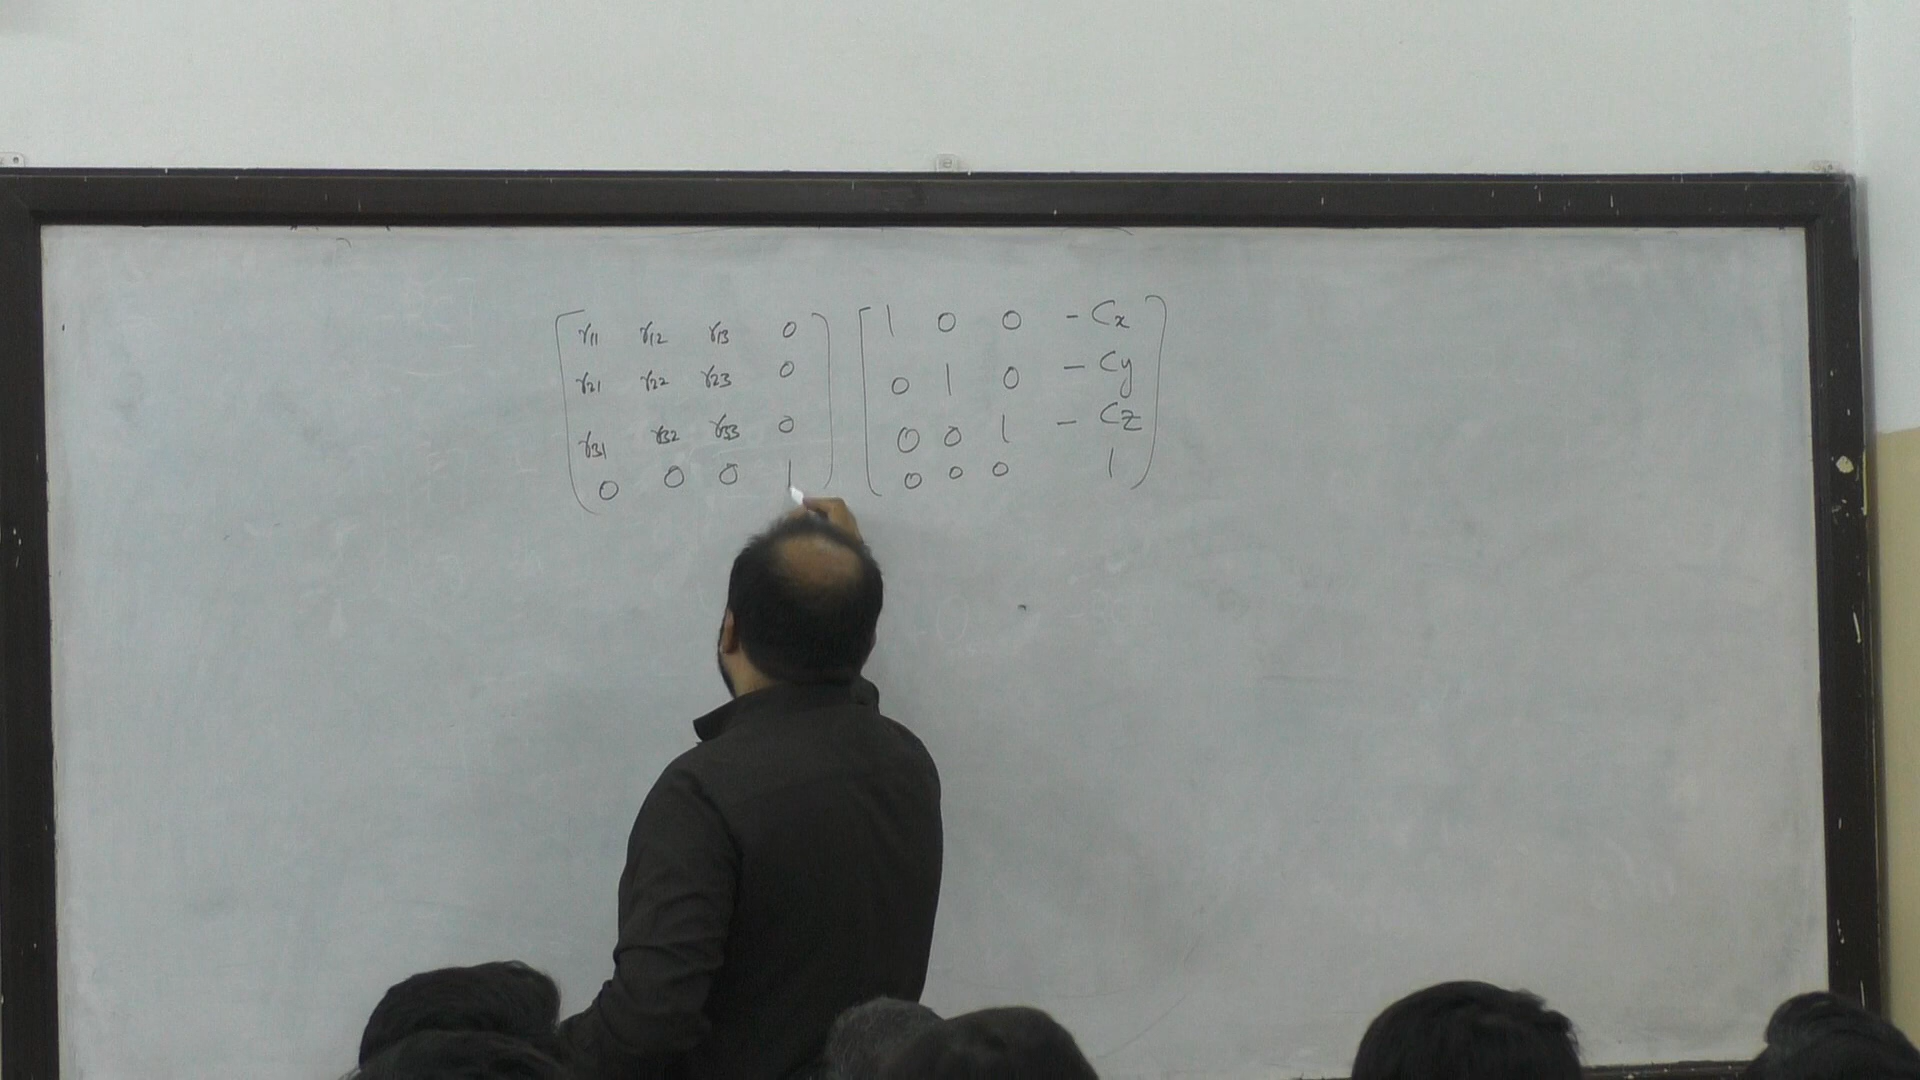 r11 r12 r13 0 1 0 0 - Cx
r21 r22 r23 0 0 1 0 - Cy
r31 r32 r33 0 0 0 1 - Cz
0 0 0 1 0 0 0 1